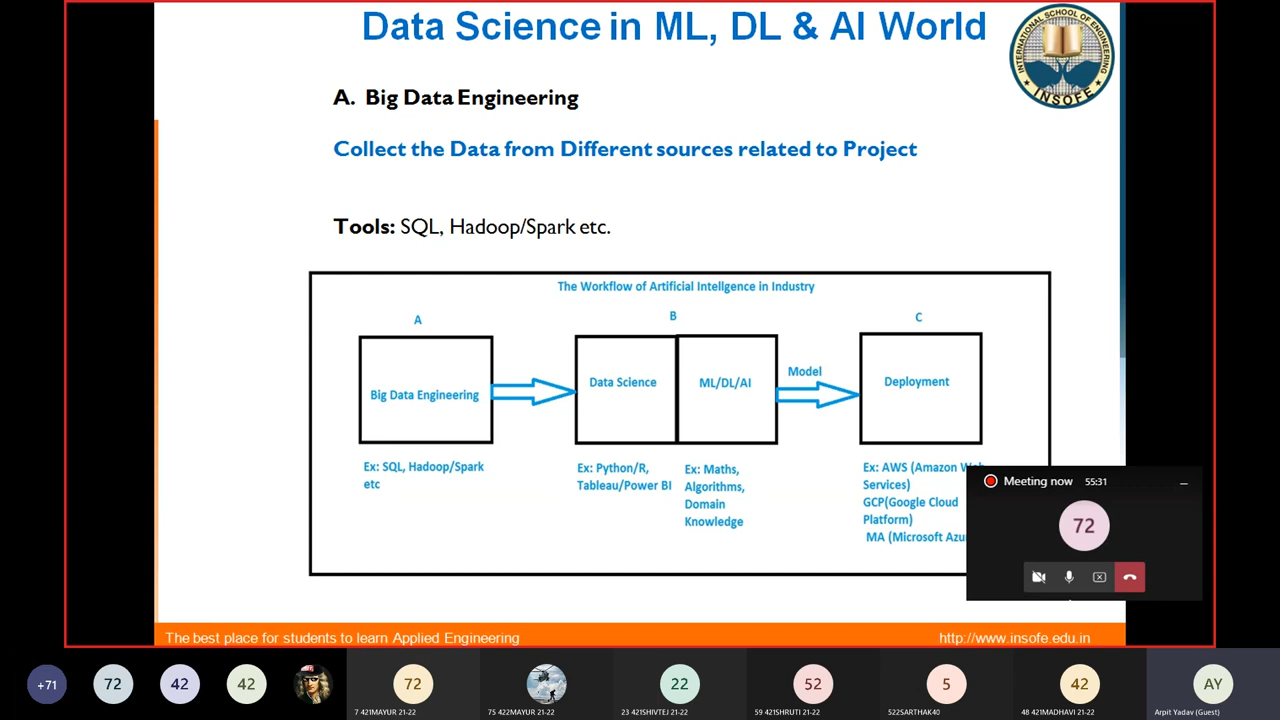 Data Science in ML, DL & AI World
INTERNATIONAL SCHOOL OF ENGINEERING
INSOFE
A. Big Data Engineering
Collect the Data from Different sources related to Project
Tools: SQL, Hadoop/Spark etc.
The Workflow of Artificial Intellgence in Industry
A
B
C
Big Data Engineering
Data Science
ML/DL/AI
Model
Deployment
Ex: SQL, Hadoop/Spark
etc
Ex: Python/R,
Tableau/Power BI
Ex: Maths,
Algorithms,
Domain
Knowledge
Ex: AWS (Amazon Web
Services)
GCP(Google Cloud
Platform)
MA (Microsoft Azu
Meeting now 55:31
72
The best place for students to learn Applied Engineering
http://www.insofe.edu.in
+71
72
42
42
72
22
52
5
42
AY
7 421MAYUR 21-22
75 422MAYUR 21-22
23 421SHIVTEJ 21-22
59 421SHRUTI 21-22
522SARTHAK40
48 421MADHAVI 21-22
Arpit Yadav (Guest)